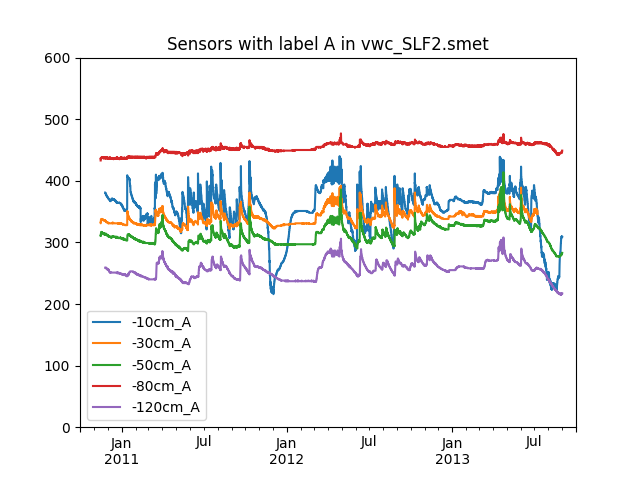 Sensors with label A in vwc_SLF2.smet
600
500
400
300
200
100
0
-10cm_A
-30cm_A
-50cm_A
-80cm_A
-120cm_A
Jan Jul Jan Jul Jan Jul
2011 2012 2013